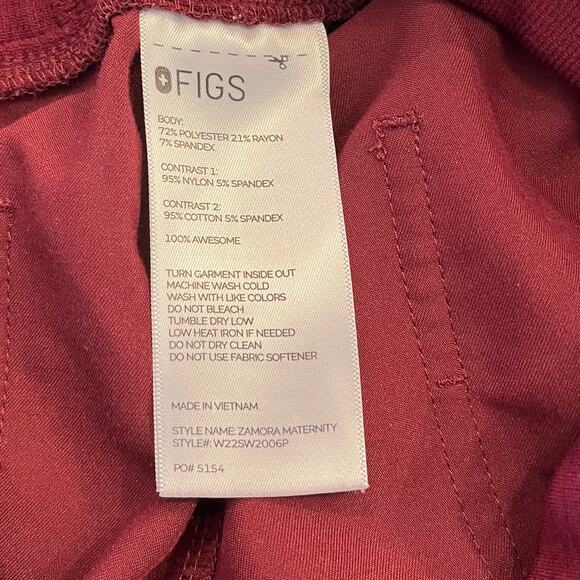 FIGS
BODY:
72% POLYESTER 21% RAYON
7% SPANDEX
CONTRAST 1:
95% NYLON 5% SPANDEX
CONTRAST 2:
95% COTTON 5% SPANDEX
100% AWESOME
TURN GARMENT INSIDE OUT
MACHINE WASH COLD
WASH WITH LIKE COLORS
DO NOT BLEACH
TUMBLE DRY LOW
LOW HEAT IRON IF NEEDED
DO NOT DRY CLEAN
DO NOT USE FABRIC SOFTENER
MADE IN VIETNAM
STYLE NAME: ZAMORA MATERNITY
STYLE#: W22SW2006P
PO# 5154